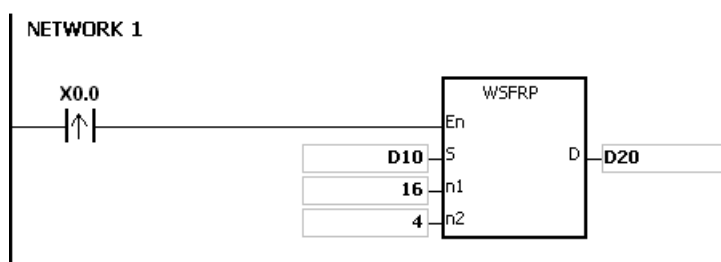 NETWORK 1
X0.0
WSFRP
En
D10 S D D20
16 n1
4 n2